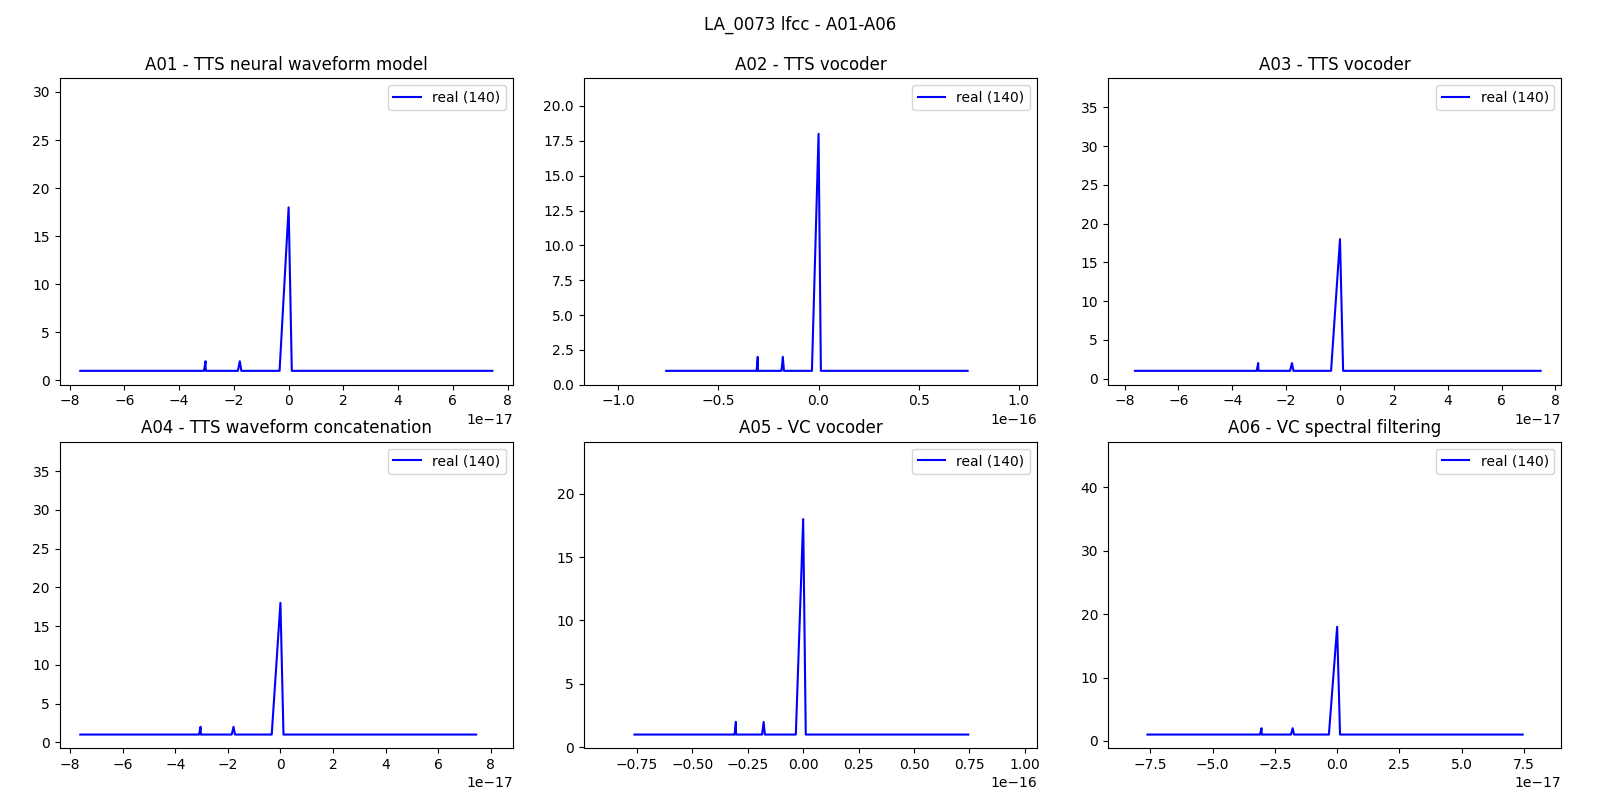 LA_0073 lfcc - A01-A06
A01 - TTS neural waveform model
A02 - TTS vocoder
A03 - TTS vocoder
real (140)
real (140)
real (140)
30
25
20
15
10
5
0
20.0
17.5
15.0
12.5
10.0
7.5
5.0
2.5
0.0
35
30
25
20
15
10
5
0
−8 −6 −4 −2 0 2 4 6 8
1e−17
−1.0 −0.5 0.0 0.5 1.0
1e−16
−8 −6 −4 −2 0 2 4 6 8
1e−17
A04 - TTS waveform concatenation
A05 - VC vocoder
A06 - VC spectral filtering
real (140)
real (140)
real (140)
35
30
25
20
15
10
5
0
20
15
10
5
0
40
30
20
10
0
−8 −6 −4 −2 0 2 4 6 8
1e−17
−0.75 −0.50 −0.25 0.00 0.25 0.50 0.75 1.00
1e−16
−7.5 −5.0 −2.5 0.0 2.5 5.0 7.5
1e−17